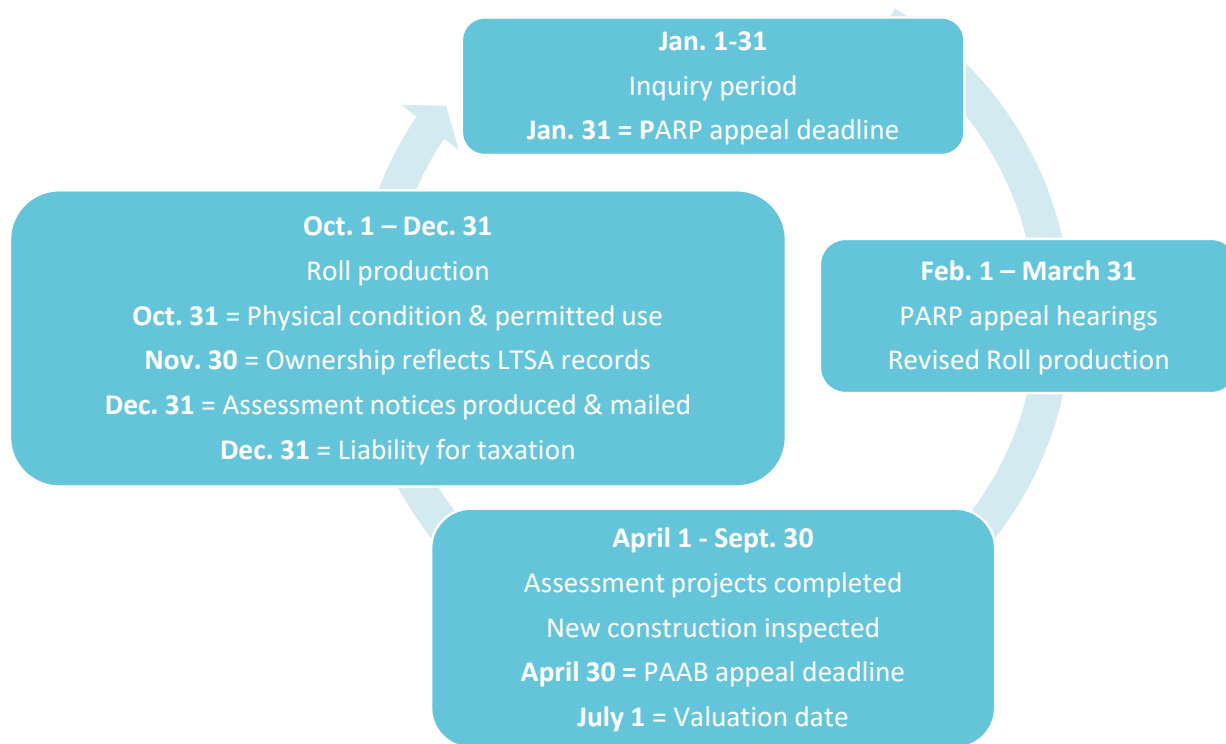 Jan. 1-31
Inquiry period
Jan. 31 = PARP appeal deadline
Feb. 1 – March 31
PARP appeal hearings
Revised Roll production
April 1 - Sept. 30
Assessment projects completed
New construction inspected
April 30 = PAAB appeal deadline
July 1 = Valuation date
Oct. 1 – Dec. 31
Roll production
Oct. 31 = Physical condition & permitted use
Nov. 30 = Ownership reflects LTSA records
Dec. 31 = Assessment notices produced & mailed
Dec. 31 = Liability for taxation